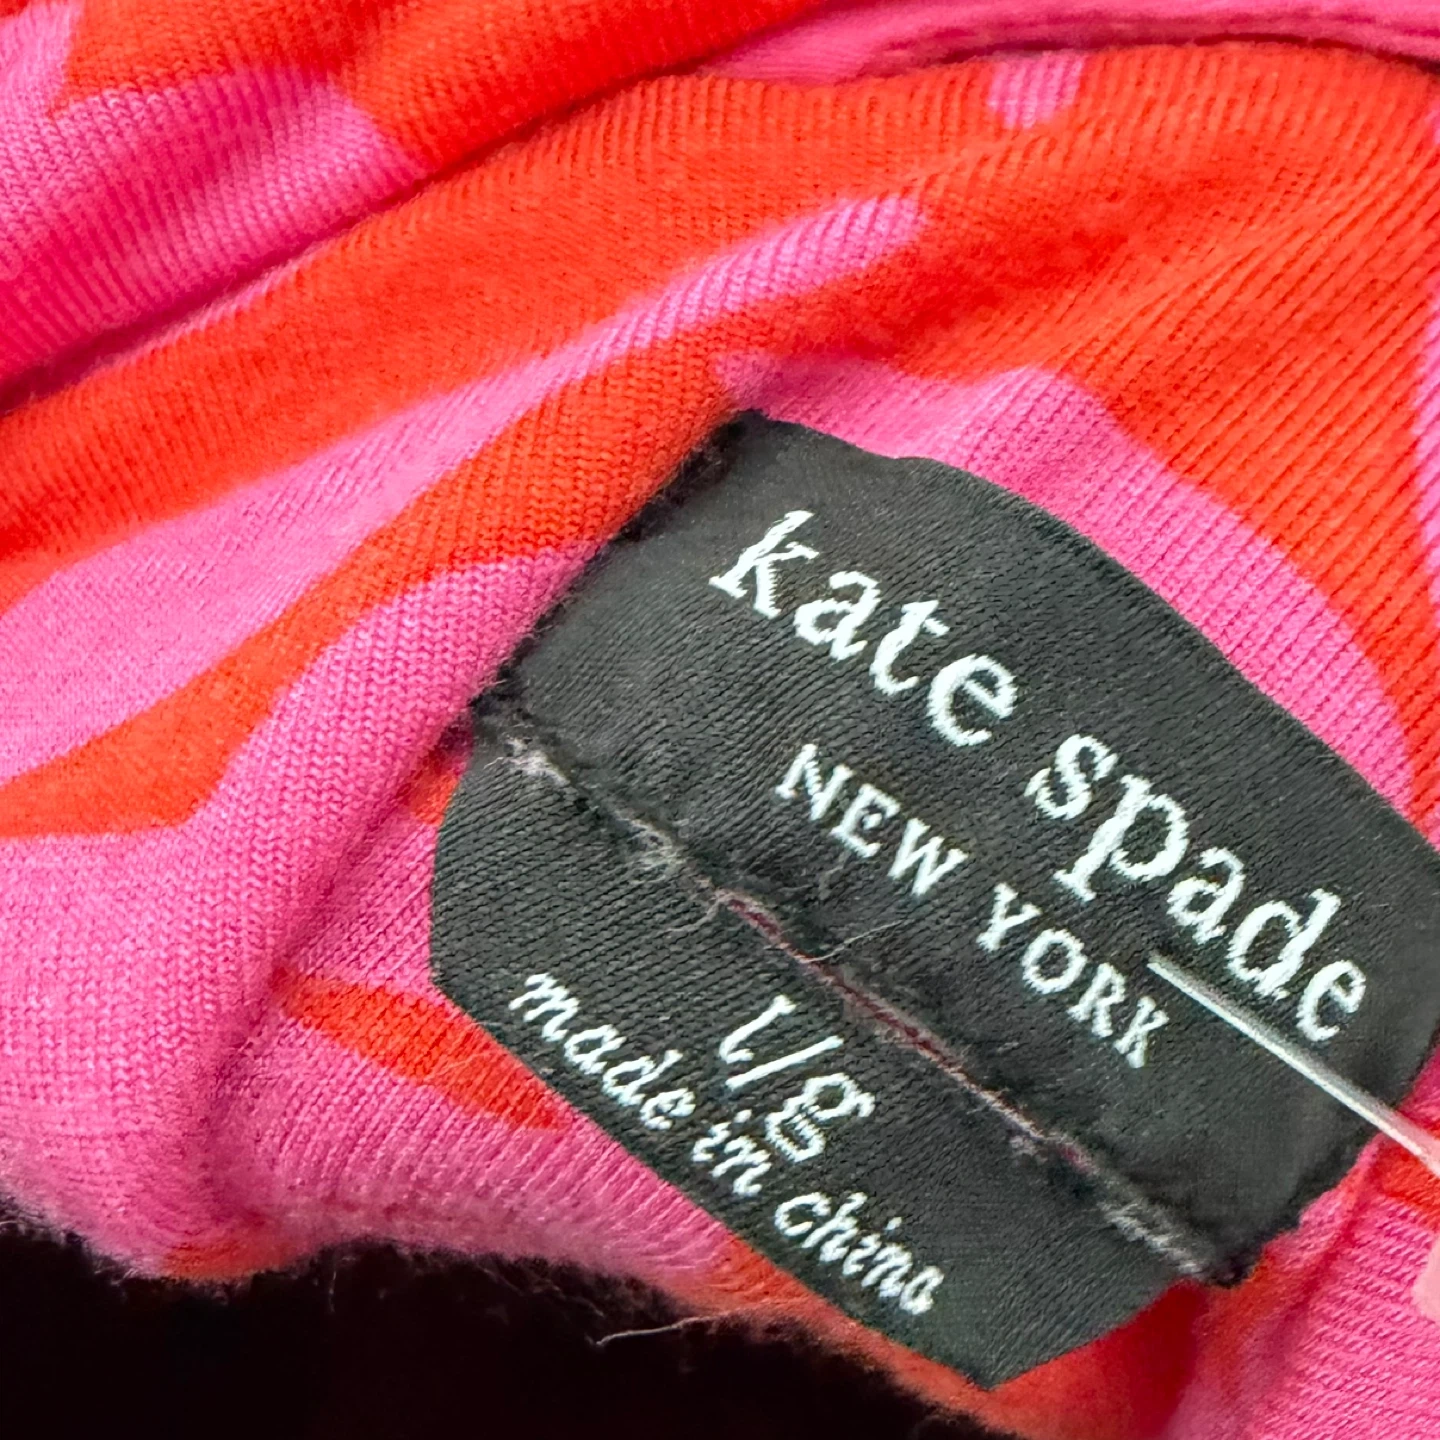 kate spade
NEW YORK
l/g
made in china